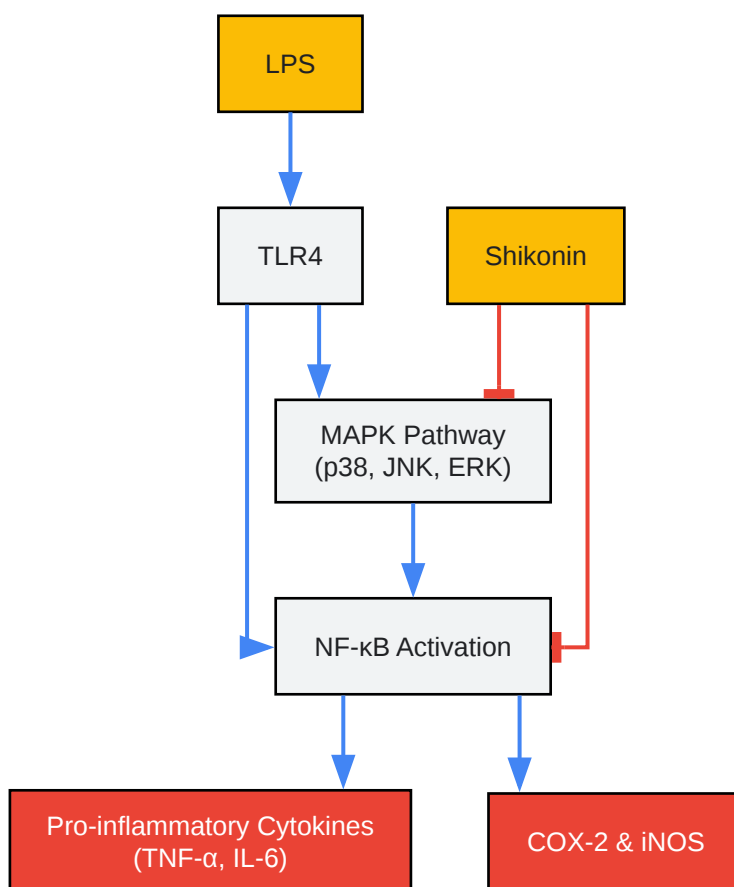 LPS
TLR4
Shikonin
MAPK Pathway
(p38, JNK, ERK)
NF-κB Activation
Pro-inflammatory Cytokines
(TNF-α, IL-6)
COX-2 & iNOS